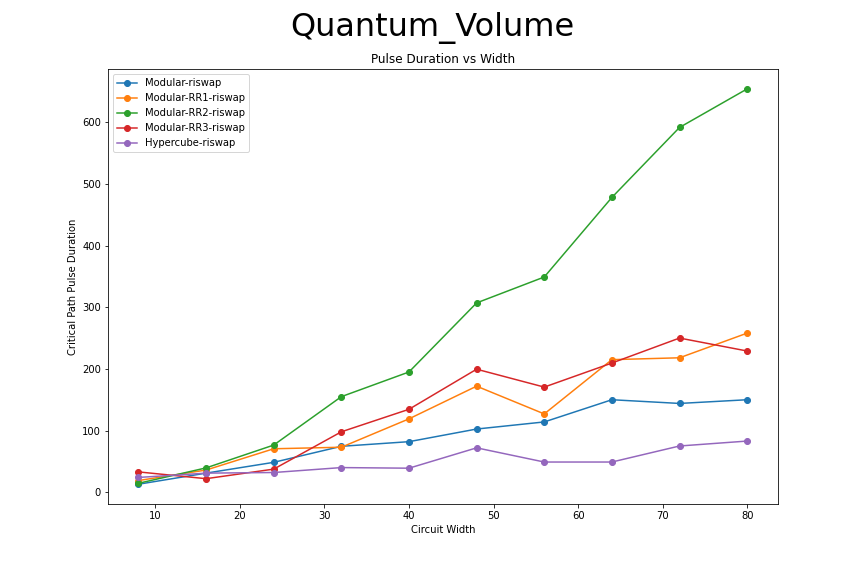 Quantum_Volume
Pulse Duration vs Width
Modular-riswap
Modular-RR1-riswap
Modular-RR2-riswap
Modular-RR3-riswap
Hypercube-riswap
Critical Path Pulse Duration
600
500
400
300
200
100
0
10 20 30 40 50 60 70 80
Circuit Width